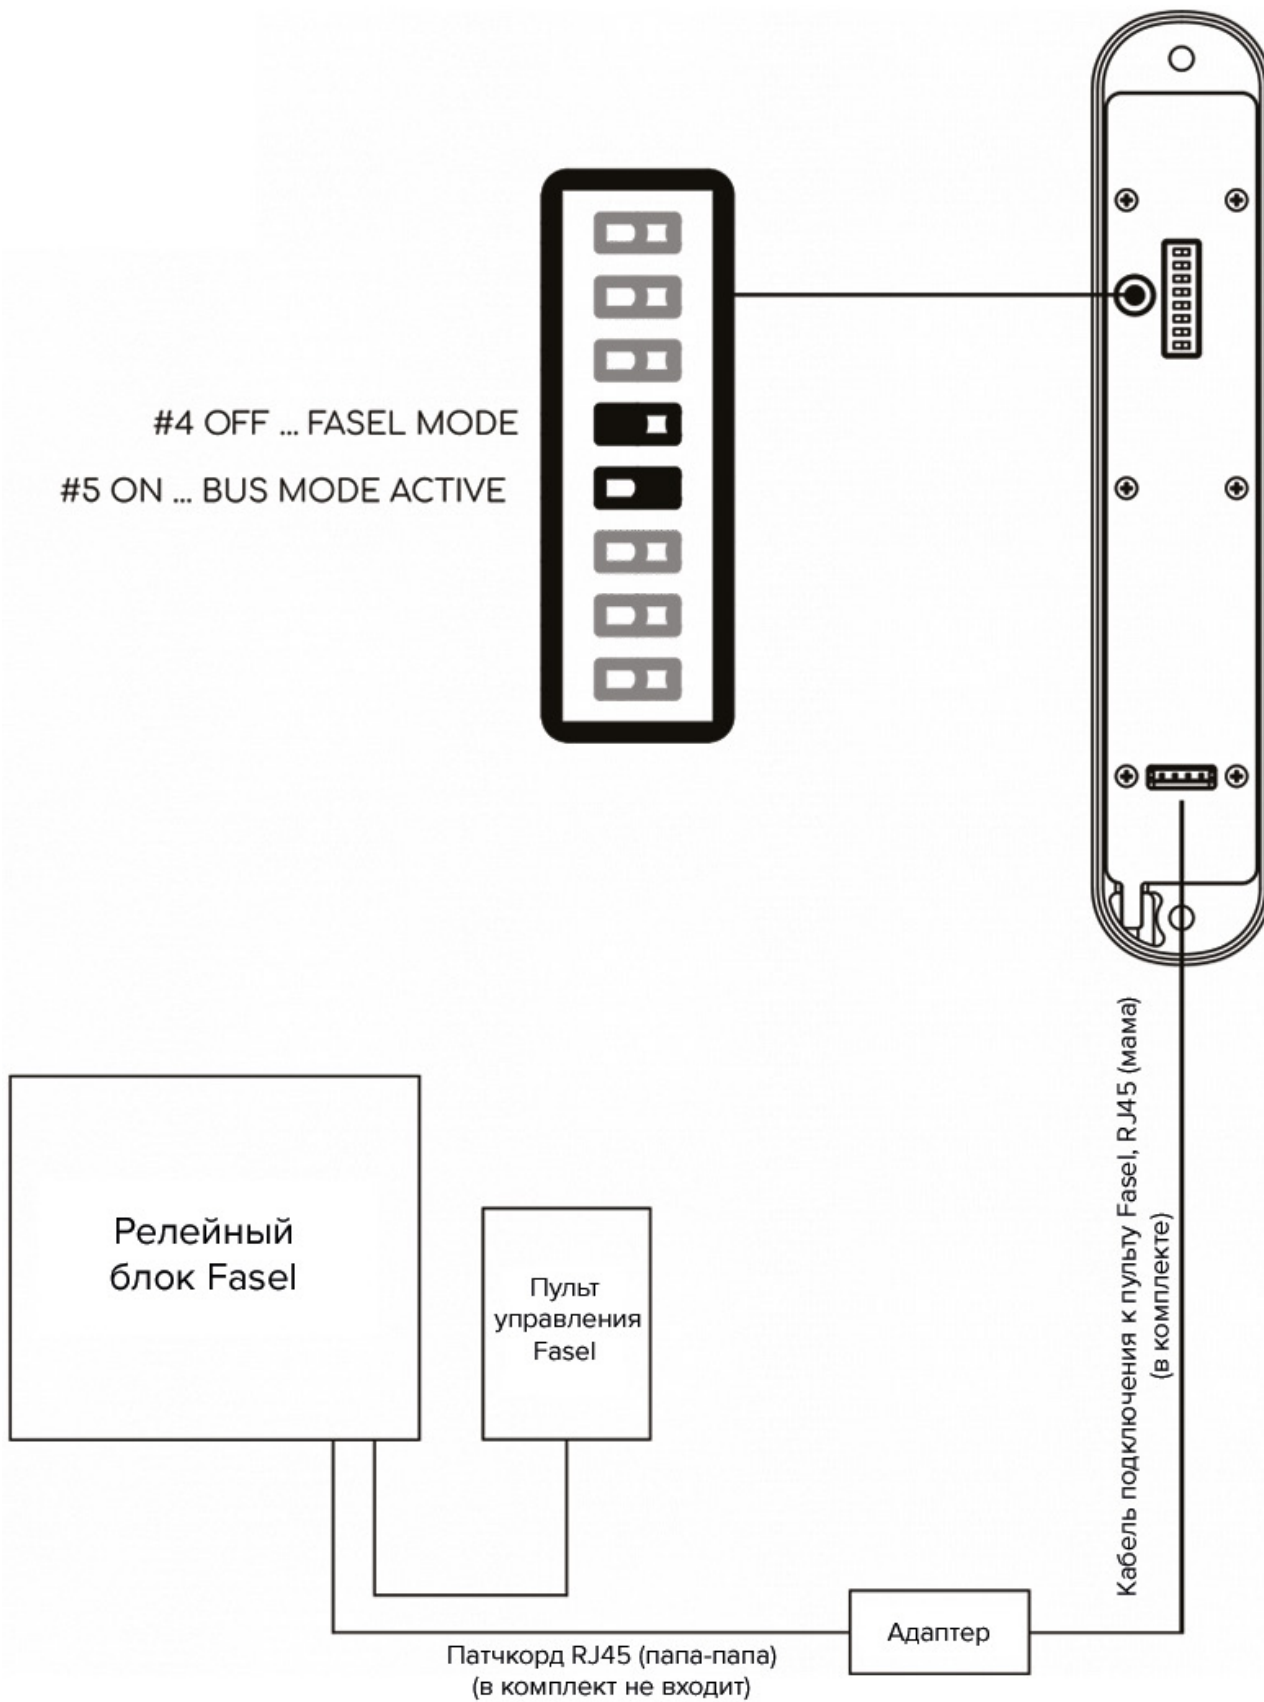 #4 OFF ... FASEL MODE
#5 ON ... BUS MODE ACTIVE
Кабель подключения к пульту Fasel, RJ45 (мама)
(в комплекте)
Релейный
блок Fasel
Пульт
управления
Fasel
Адаптер
Патчкорд RJ45 (папа-папа)
(в комплект не входит)